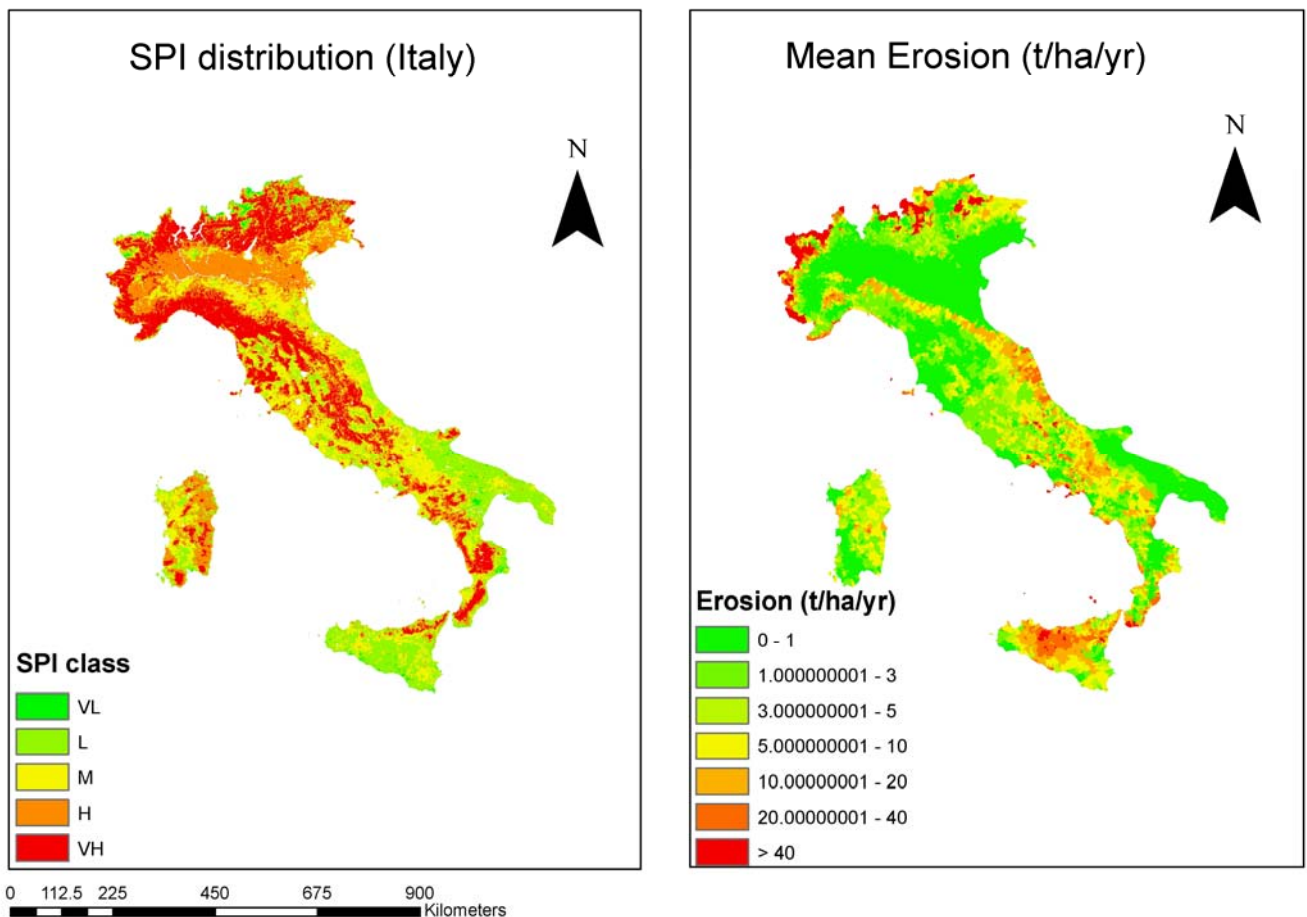 SPI distribution (Italy)
N
SPI class
VL
L
M
H
VH
0 112.5 225 450 675 900
Kilometers
Mean Erosion (t/ha/yr)
N
Erosion (t/ha/yr)
0 - 1
1.000000001 - 3
3.000000001 - 5
5.000000001 - 10
10.00000001 - 20
20.00000001 - 40
> 40